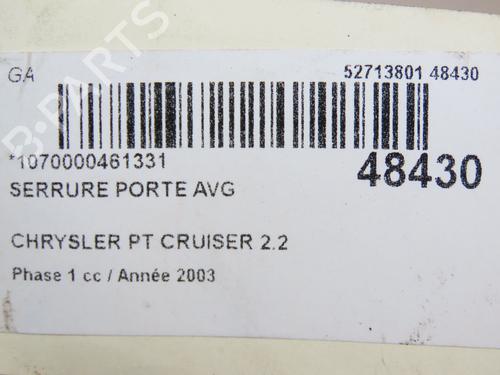 GA 52713801 48430
B-PARTS
*1070000461331 48430
SERRURE PORTE AVG
CHRYSLER PT CRUISER 2.2
Phase 1 cc / Année 2003